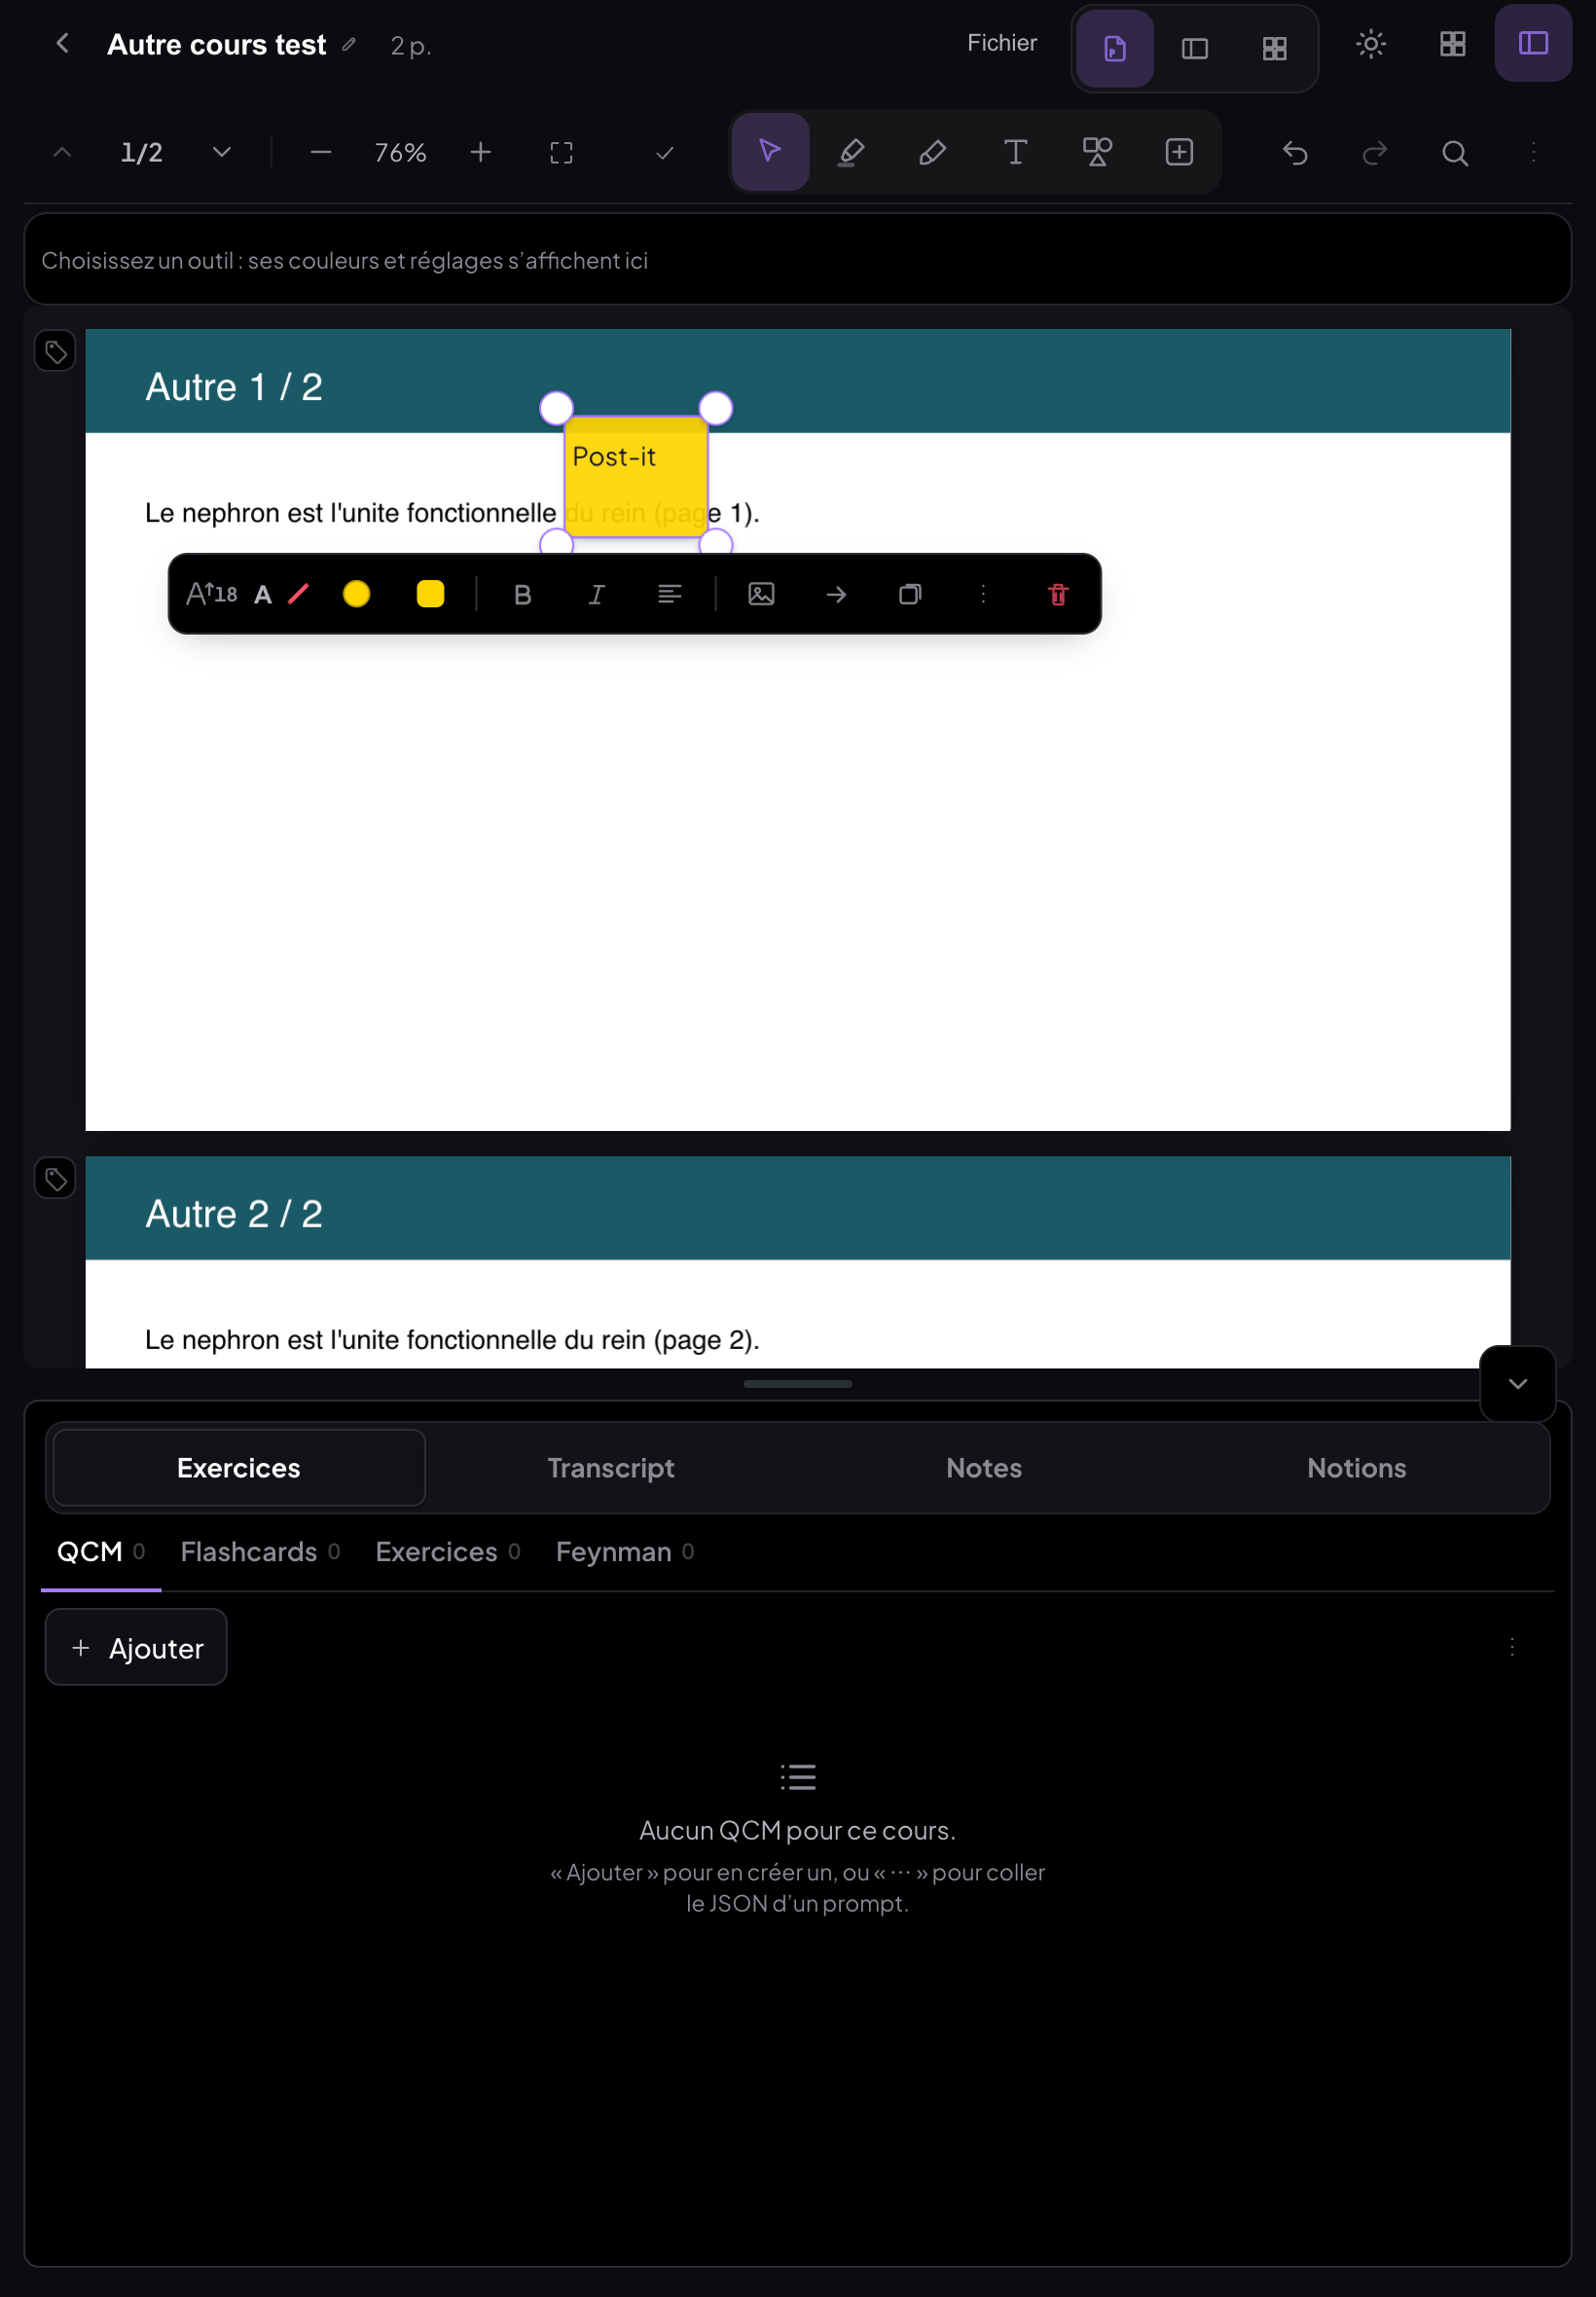 Autre cours test
2 p.
Fichier
1/2
76%
Choisissez un outil : ses couleurs et réglages s’affichent ici
Autre 1 / 2
Post-it
Le nephron est l'unite fonctionnelle du rein (page 1).
A↑18 A
B I
Autre 2 / 2
Le nephron est l'unite fonctionnelle du rein (page 2).
Exercices
Transcript
Notes
Notions
QCM 0
Flashcards 0
Exercices 0
Feynman 0
+ Ajouter
Aucun QCM pour ce cours.
« Ajouter » pour en créer un, ou « ··· » pour coller
le JSON d’un prompt.